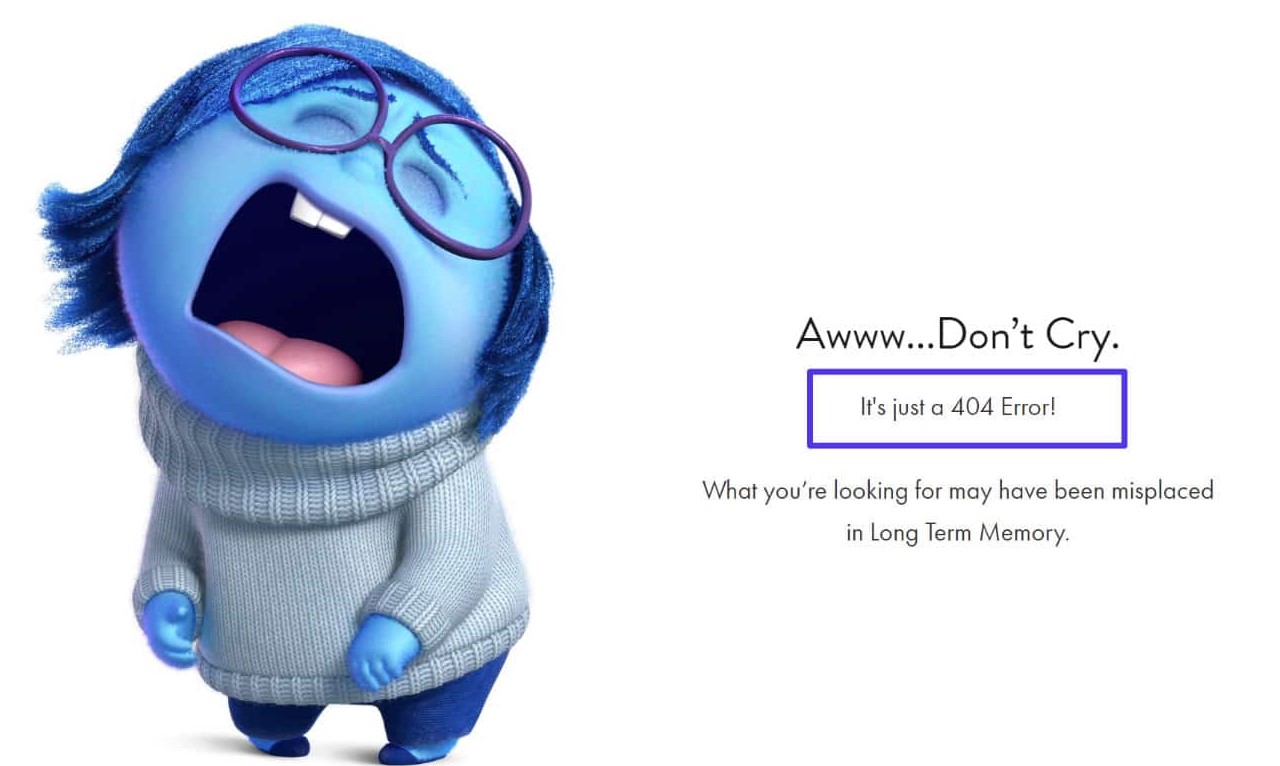 Awww...Don’t Cry.
It's just a 404 Error!
What you’re looking for may have been misplaced
in Long Term Memory.